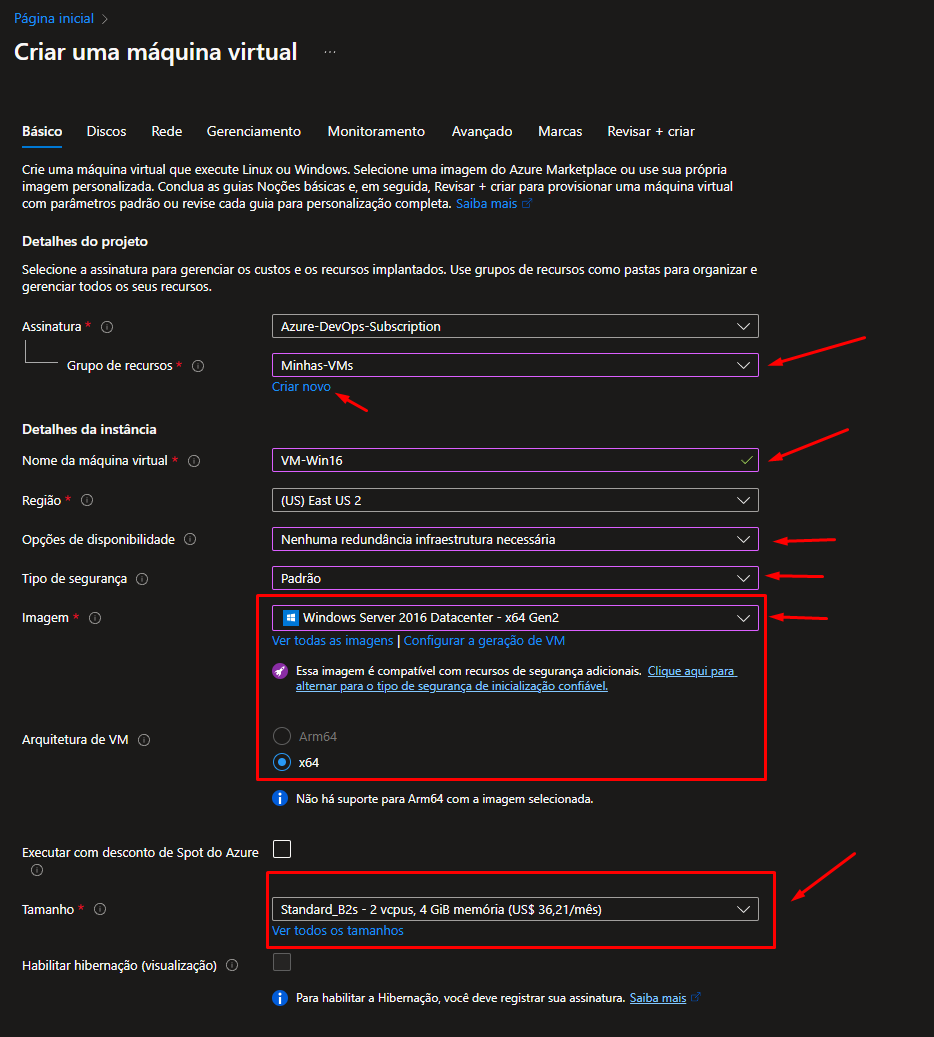 Página inicial
Criar uma máquina virtual ...
Básico Discos Rede Gerenciamento Monitoramento Avançado Marcas Revisar + criar
Crie uma máquina virtual que execute Linux ou Windows. Selecione uma imagem do Azure Marketplace ou use sua própria
imagem personalizada. Conclua as guias Noções básicas e, em seguida, Revisar + criar para provisionar uma máquina virtual
com parâmetros padrão ou revise cada guia para personalização completa. Saiba mais
Detalhes do projeto
Selecione a assinatura para gerenciar os custos e os recursos implantados. Use grupos de recursos como pastas para organizar e
gerenciar todos os seus recursos.
Assinatura * Azure-DevOps-Subscription
Grupo de recursos * Minhas-VMs
Criar novo
Detalhes da instância
Nome da máquina virtual * VM-Win16
Região * (US) East US 2
Opções de disponibilidade Nenhuma redundância infraestrutura necessária
Tipo de segurança Padrão
Imagem * Windows Server 2016 Datacenter - x64 Gen2
Ver todas as imagens | Configurar a geração de VM
Essa imagem é compatível com recursos de segurança adicionais. Clique aqui para
alternar para o tipo de segurança de inicialização confiável.
Arquitetura de VM Arm64
x64
Não há suporte para Arm64 com a imagem selecionada.
Executar com desconto de Spot do Azure
Tamanho * Standard_B2s - 2 vcpus, 4 GiB memória (US$ 36,21/mês)
Ver todos os tamanhos
Habilitar hibernação (visualização)
Para habilitar a Hibernação, você deve registrar sua assinatura. Saiba mais